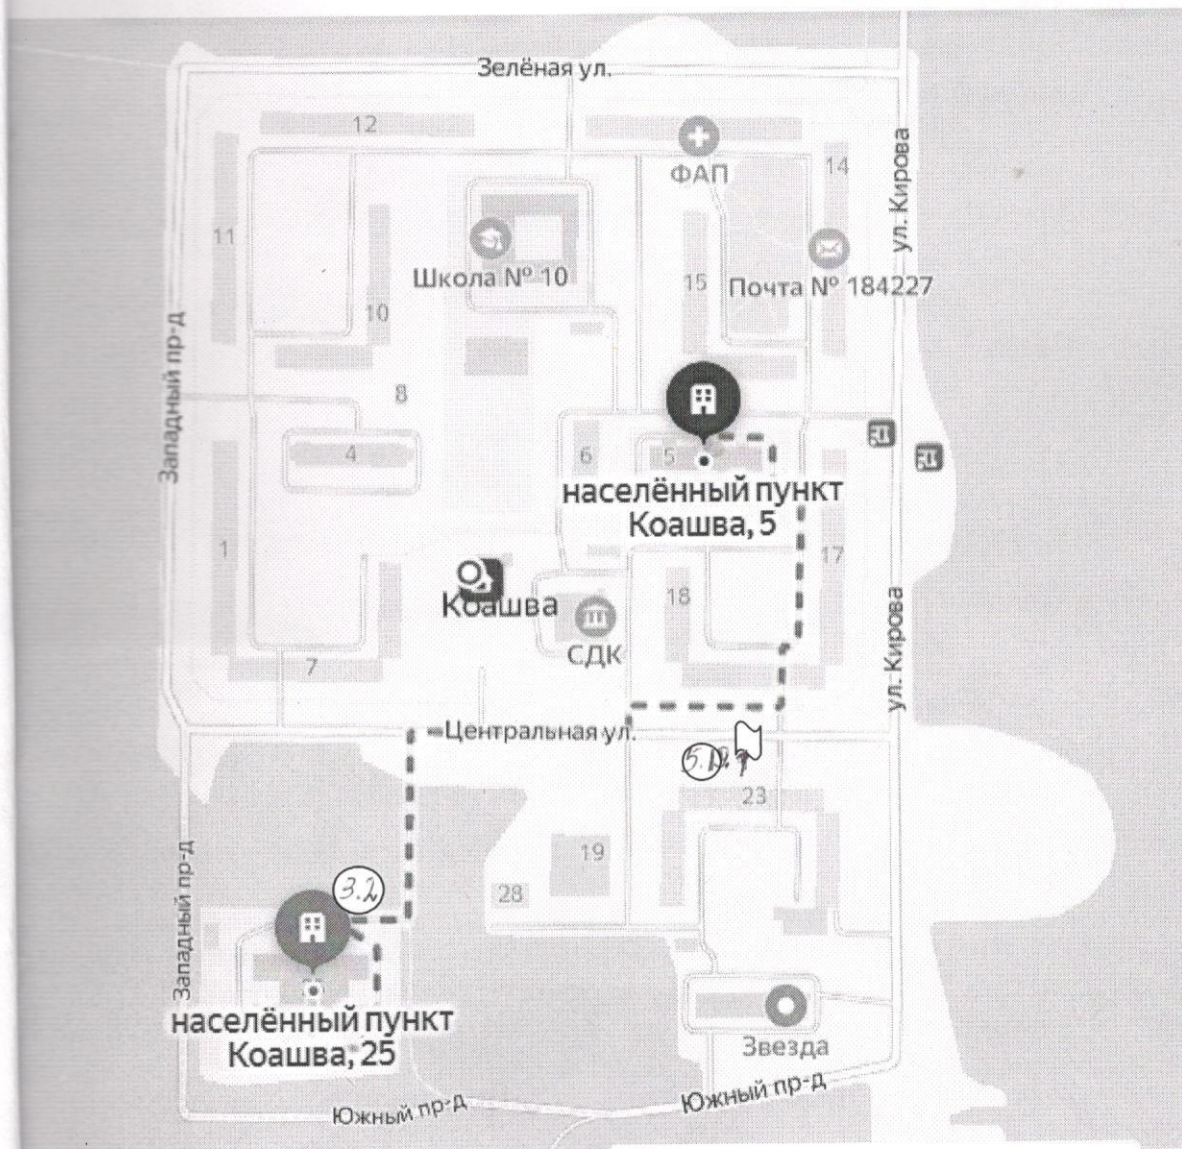 Зелёная ул.
12
ФАП
14
ул. Кирова
11
Школа № 10
15
Почта № 184227
10
Западный пр-д
8
4
6
5
населённый пункт
Коашва, 5
1
17
Коашва
18
СДК
ул. Кирова
7
Центральная ул.
23
19
28
3.2
Западный пр-д
населённый пункт
Коашва, 25
Звезда
Южный пр-д
Южный пр-д